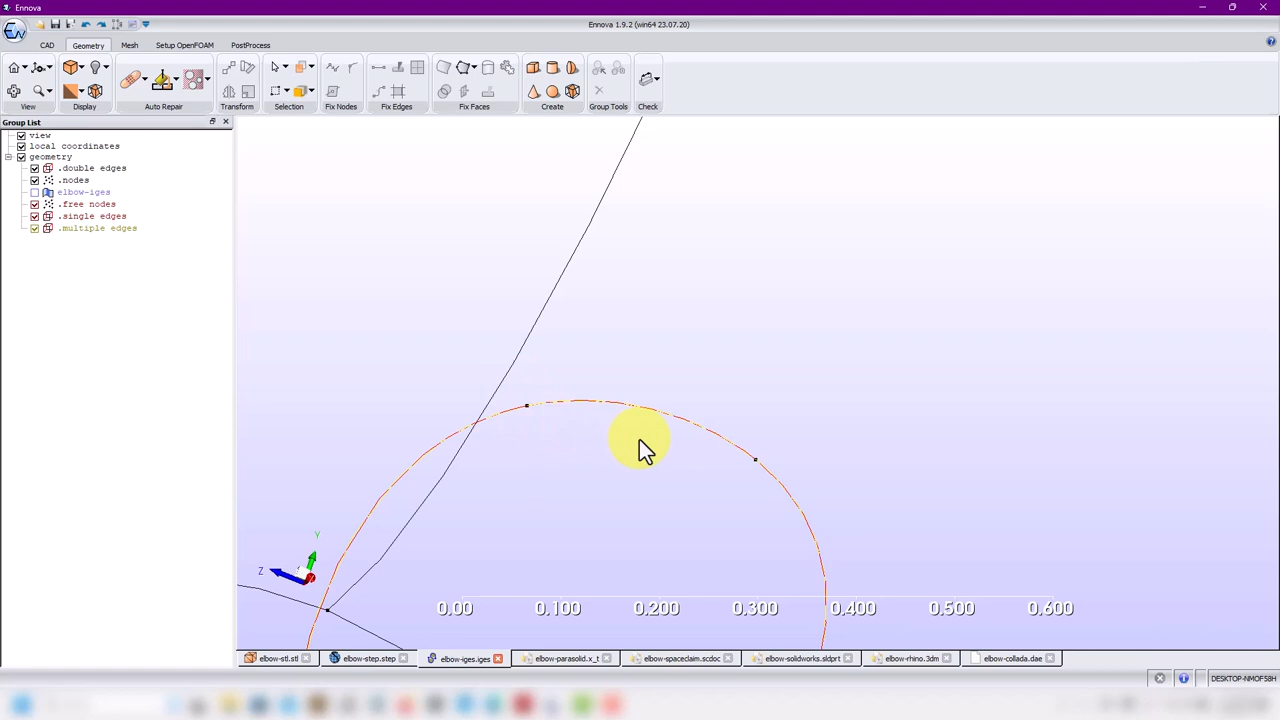 Ennova
Ennova 1.9.2 (win64 23.07.20)
CAD Geometry Mesh Setup OpenFOAM PostProcess
View Display Auto Repair Transform Selection Fix Nodes Fix Edges Fix Faces Create Group Tools Check
Group List
view
local coordinates
geometry
.double edges
.nodes
elbow-iges
.free nodes
.single edges
.multiple edges
Y
Z
0.00 0.100 0.200 0.300 0.400 0.500 0.600
elbow-stl.stl elbow-step.step elbow-iges.iges elbow-parasolid.x_t elbow-spaceclaim.scdoc elbow-solidworks.sldprt elbow-rhino.3dm elbow-collada.dae
DESKTOP-NMOF58H